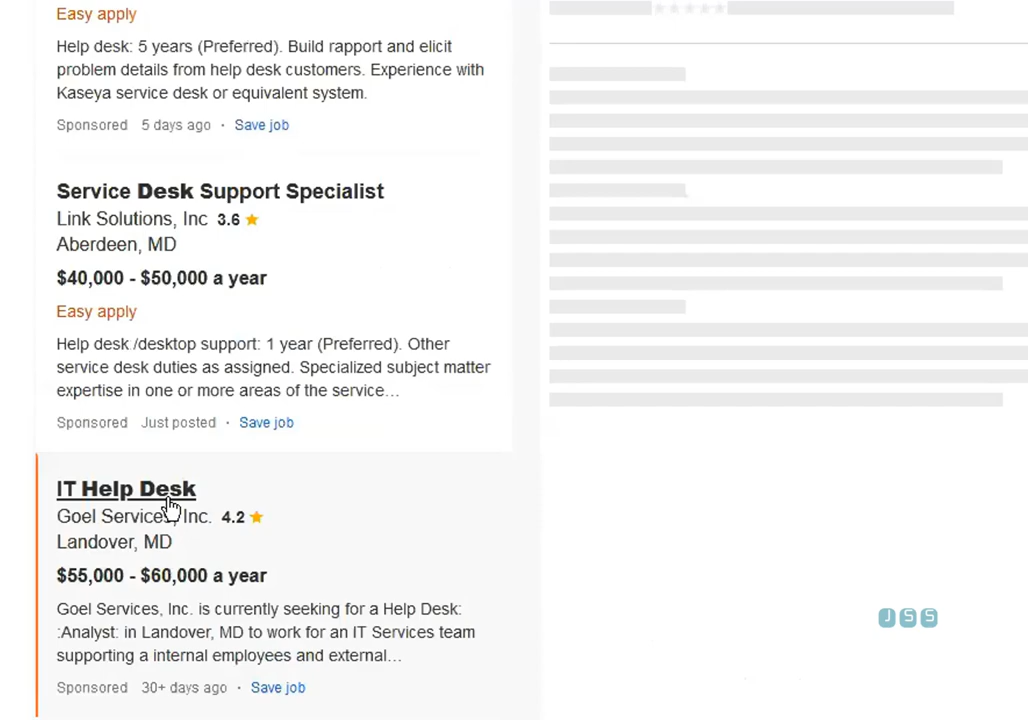 Easy apply
Help desk: 5 years (Preferred). Build rapport and elicit
problem details from help desk customers. Experience with
Kaseya service desk or equivalent system.
Sponsored 5 days ago · Save job
Service Desk Support Specialist
Link Solutions, Inc 3.6
Aberdeen, MD
$40,000 - $50,000 a year
Easy apply
Help desk /desktop support: 1 year (Preferred). Other
service desk duties as assigned. Specialized subject matter
expertise in one or more areas of the service...
Sponsored Just posted · Save job
IT Help Desk
Goel Services, Inc. 4.2
Landover, MD
$55,000 - $60,000 a year
Goel Services, Inc. is currently seeking for a Help Desk:
:Analyst: in Landover, MD to work for an IT Services team
supporting a internal employees and external...
Sponsored 30+ days ago · Save job
JSS